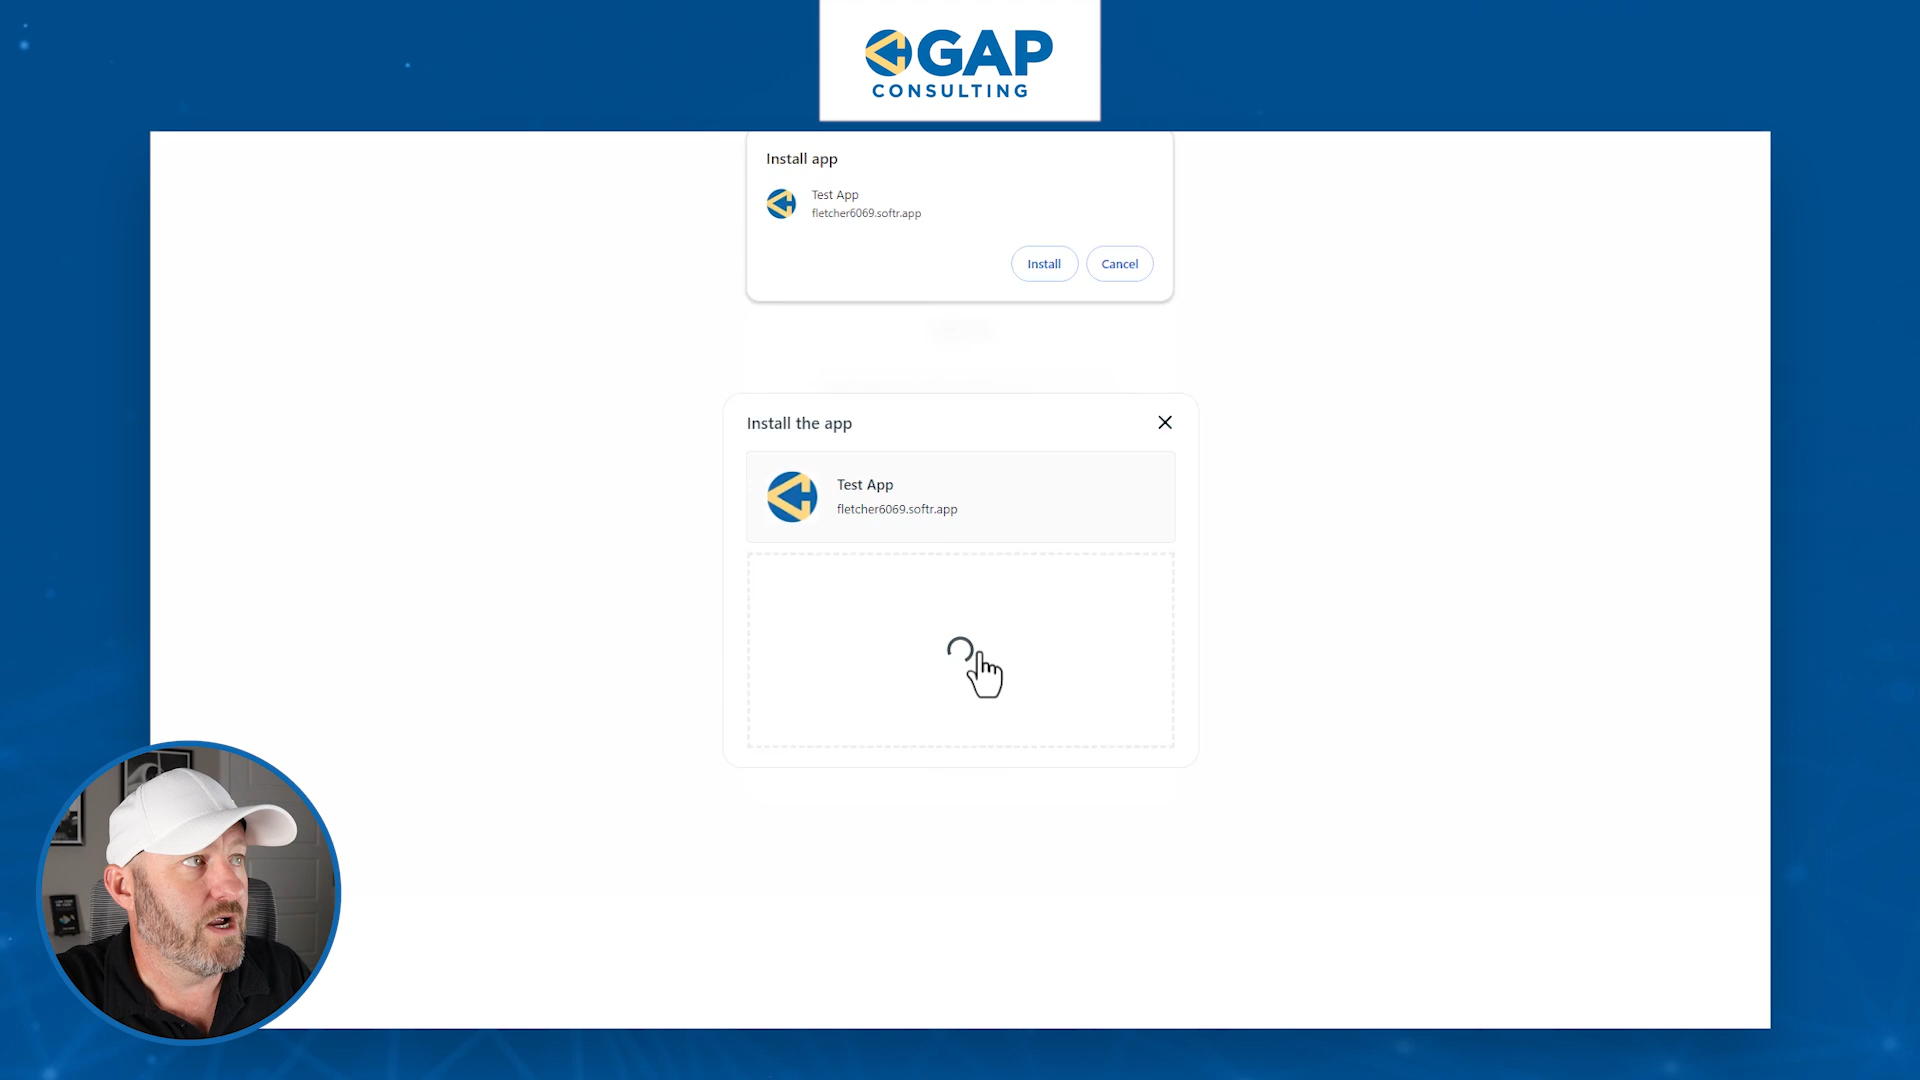 GAP
CONSULTING
Install app
Test App
fletcher6069.softr.app
Install
Cancel
Install the app
Test App
fletcher6069.softr.app